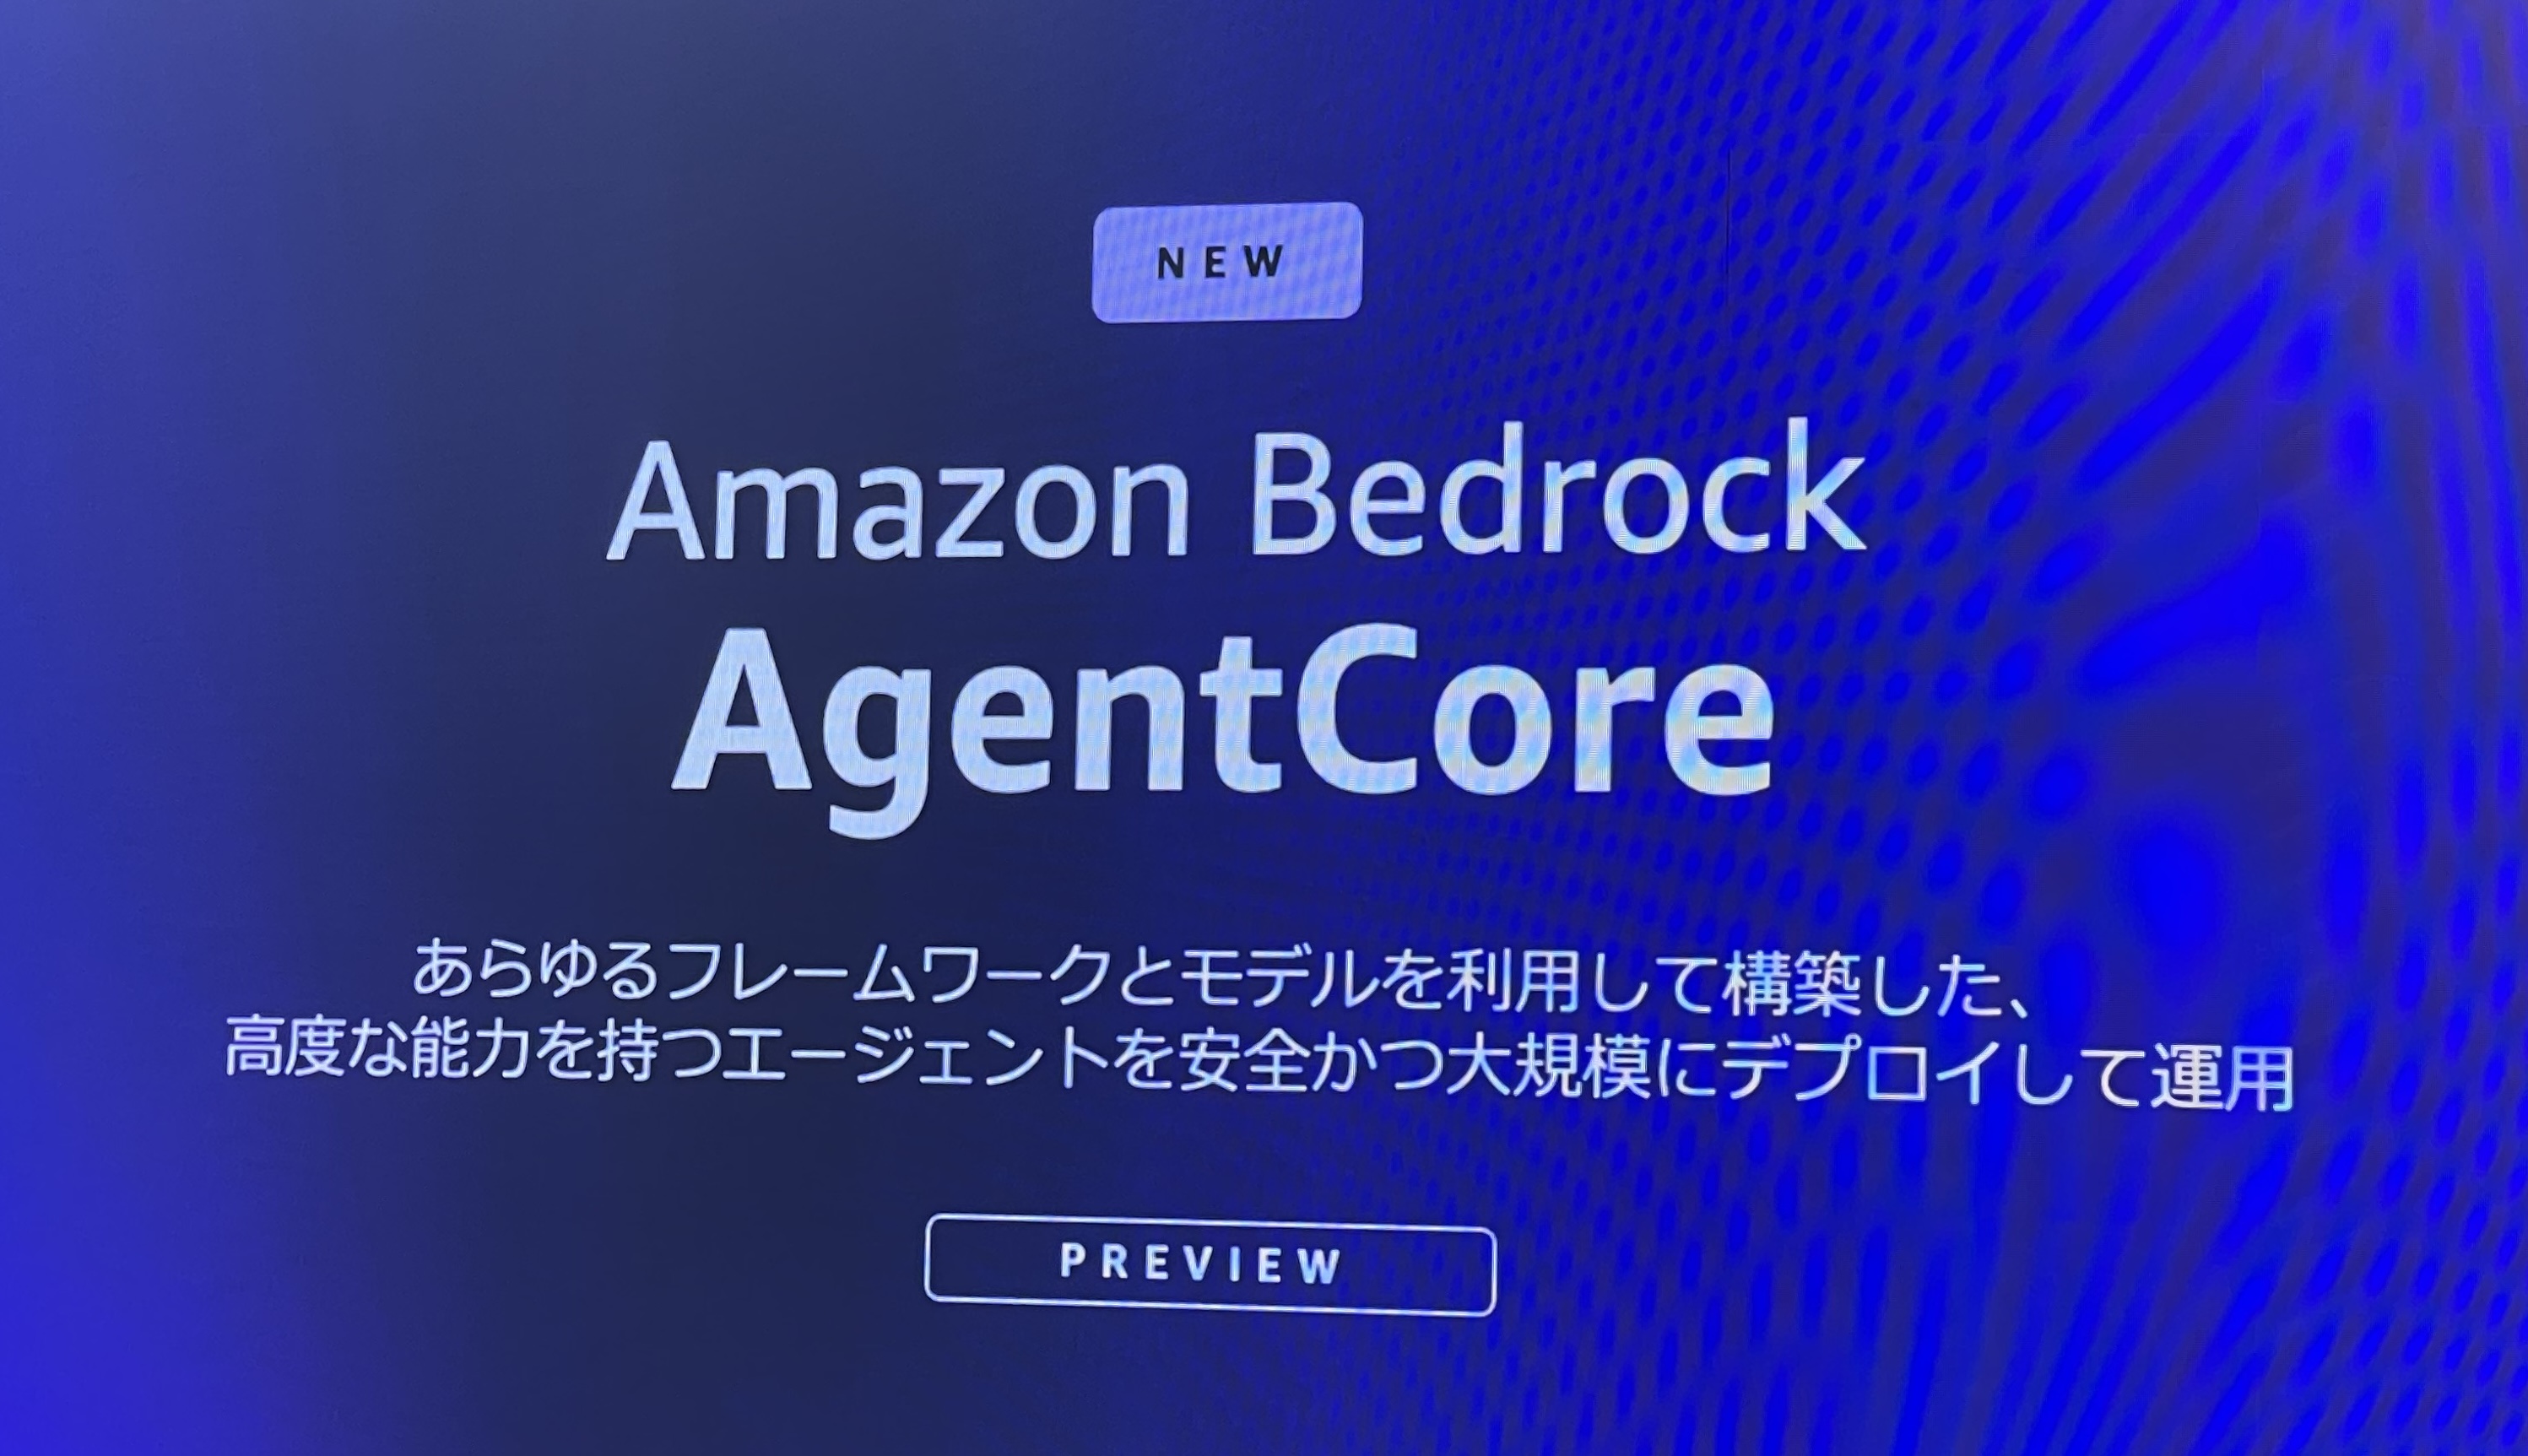 NEW
Amazon Bedrock
AgentCore
あらゆるフレームワークとモデルを利用して構築した、
高度な能力を持つエージェントを安全かつ大規模にデプロイして運用
PREVIEW